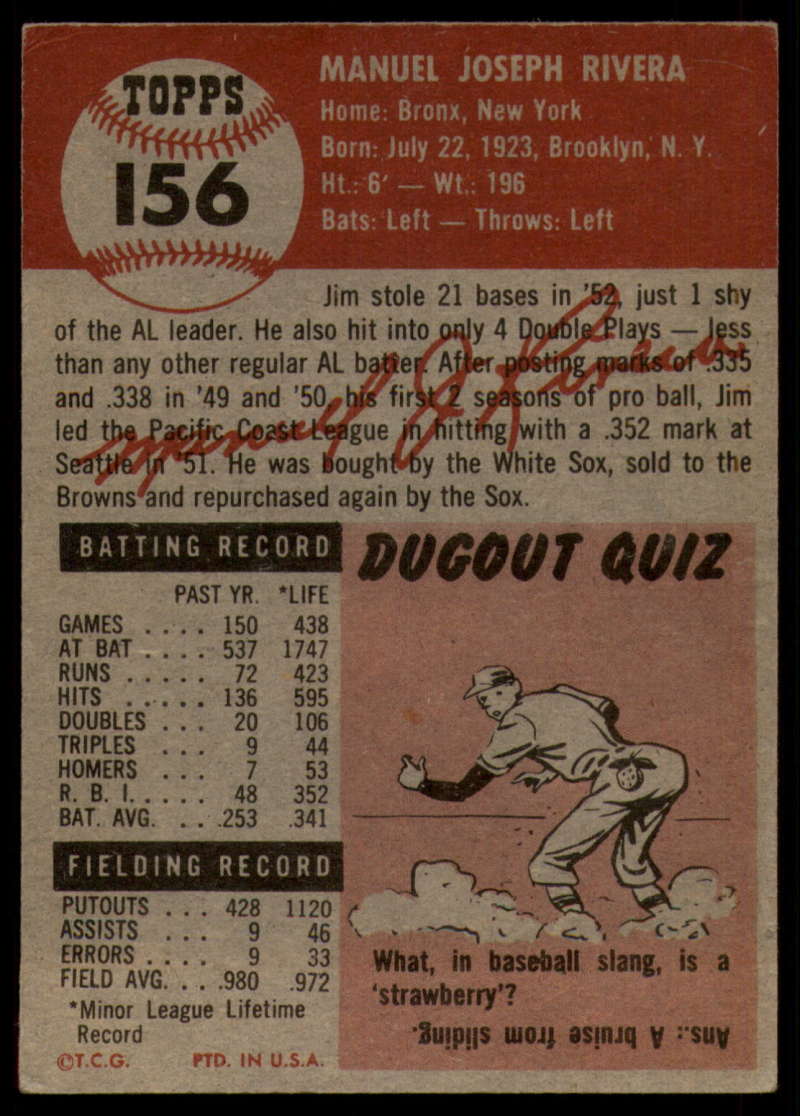 TOPPS
156
MANUEL JOSEPH RIVERA
Home: Bronx, New York
Born: July 22, 1923, Brooklyn, N. Y.
Ht.: 6' — Wt.: 196
Bats: Left — Throws: Left
Jim stole 21 bases in '52, just 1 shy
of the AL leader. He also hit into only 4 Double Plays — less
than any other regular AL batter. After posting marks of .335
and .338 in '49 and '50, his first 2 seasons of pro ball, Jim
led the Pacific Coast League in hitting with a .352 mark at
Seattle in '51. He was bought by the White Sox, sold to the
Browns and repurchased again by the Sox.
BATTING RECORD
PAST YR. *LIFE
GAMES . . . . 150 438
AT BAT . . . . 537 1747
RUNS . . . . . 72 423
HITS . . . . . 136 595
DOUBLES . . . 20 106
TRIPLES . . . 9 44
HOMERS . . . 7 53
R. B. I. . . . . 48 352
BAT. AVG. . . .253 .341
FIELDING RECORD
PUTOUTS . . . 428 1120
ASSISTS . . . 9 46
ERRORS . . . . 9 33
FIELD AVG. . . .980 .972
*Minor League Lifetime
Record
©T.C.G. PTD. IN U.S.A.
DUGOUT QUIZ
What, in baseball slang, is a
'strawberry'?
Ans.: A bruise from sliding.